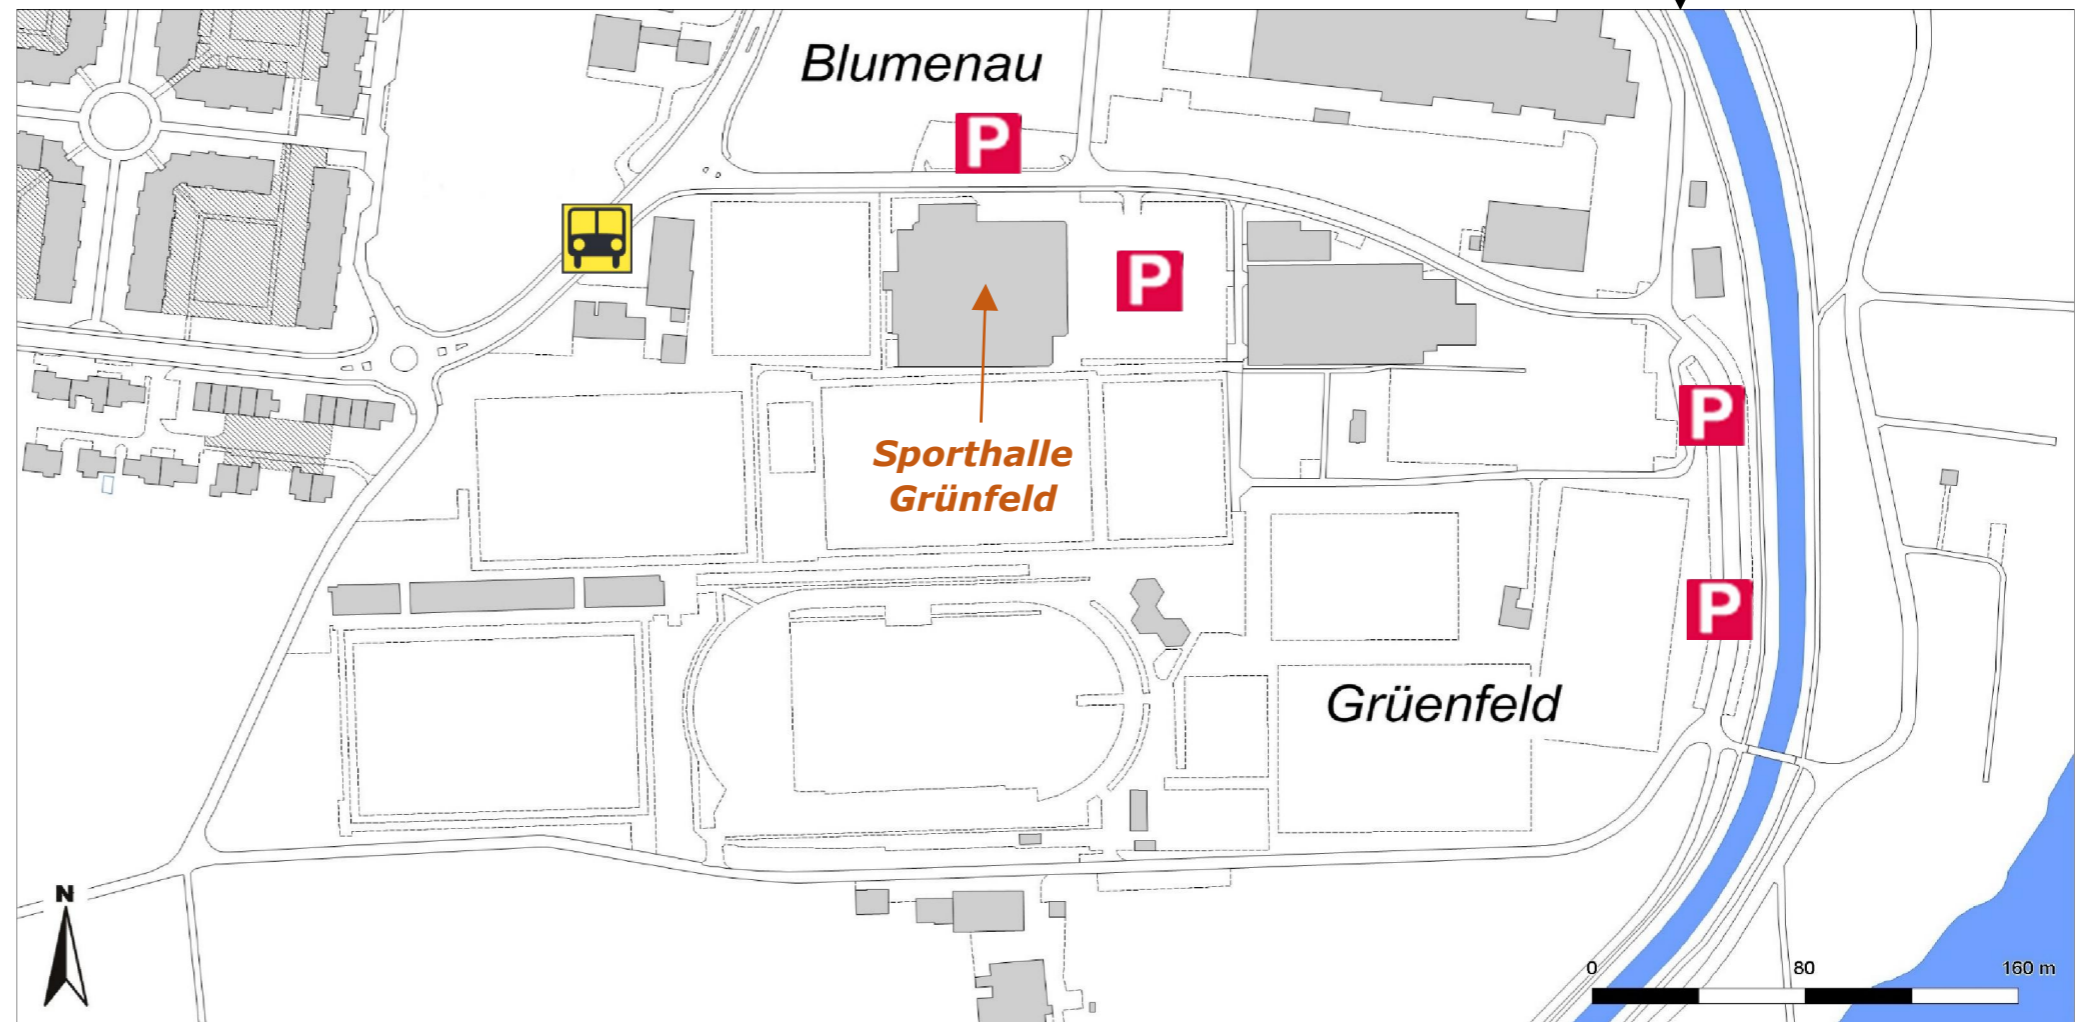 Blumenau
P
P
P
Sporthalle
Grünfeld
P
Grüenfeld
N
0 80 160 m